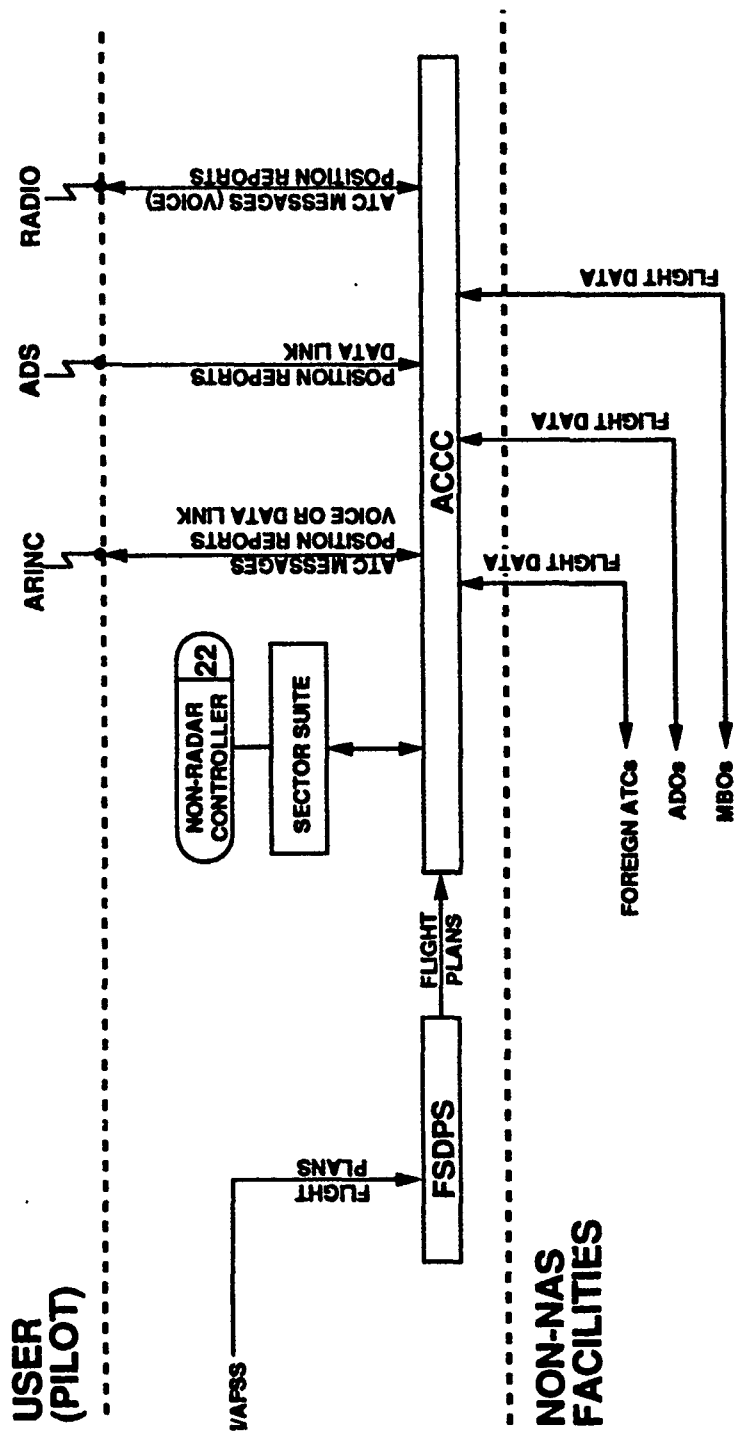 USER
(PILOT)
ARINC
ADS
RADIO
ATC MESSAGES
POSITION REPORTS
VOICE OR DATA LINK
POSITION REPORTS
DATA LINK
ATC MESSAGES (VOICE)
POSITION REPORTS
NON-RADAR
CONTROLLER
22
SECTOR SUITE
I/AFSS
FLIGHT
PLANS
FSDPS
FLIGHT
PLANS
ACCC
FLIGHT DATA
FLIGHT DATA
FLIGHT DATA
NON-NAS
FACILITIES
FOREIGN ATCs
ADOs
MBOs